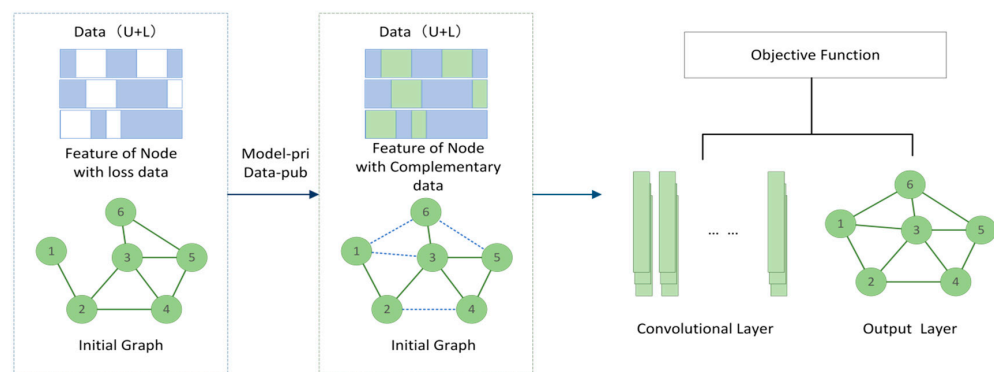 Data （U+L）
Feature of Node
with loss data
6
1
3
5
2
4
Initial Graph
Model-pri
Data-pub
Data （U+L）
Feature of Node
with Complementary
data
6
1
3
5
2
4
Initial Graph
Objective Function
... ...
Convolutional Layer
6
1
3
5
2
4
Output Layer